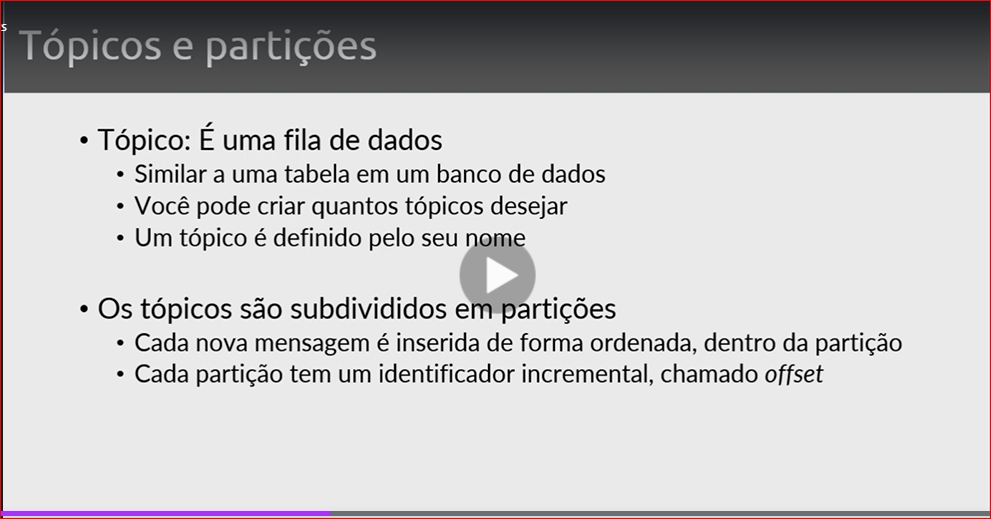 s
Tópicos e partições
• Tópico: É uma fila de dados
• Similar a uma tabela em um banco de dados
• Você pode criar quantos tópicos desejar
• Um tópico é definido pelo seu nome
• Os tópicos são subdivididos em partições
• Cada nova mensagem é inserida de forma ordenada, dentro da partição
• Cada partição tem um identificador incremental, chamado offset